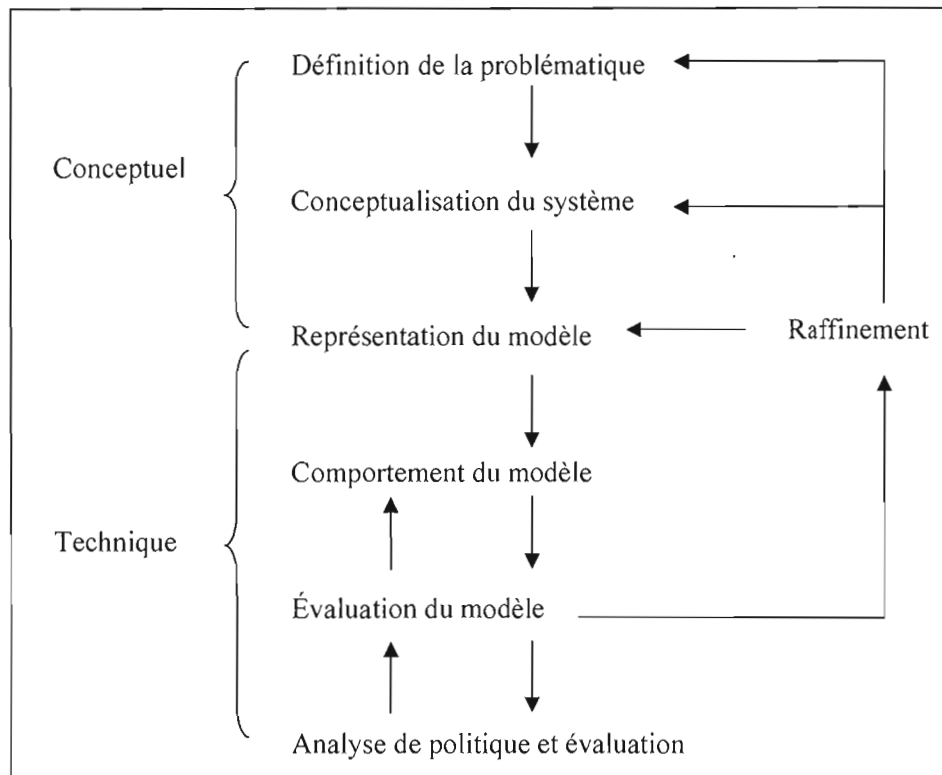 Définition de la problématique
Conceptuel
Conceptualisation du système
Représentation du modèle
Raffinement
Comportement du modèle
Technique
Évaluation du modèle
Analyse de politique et évaluation